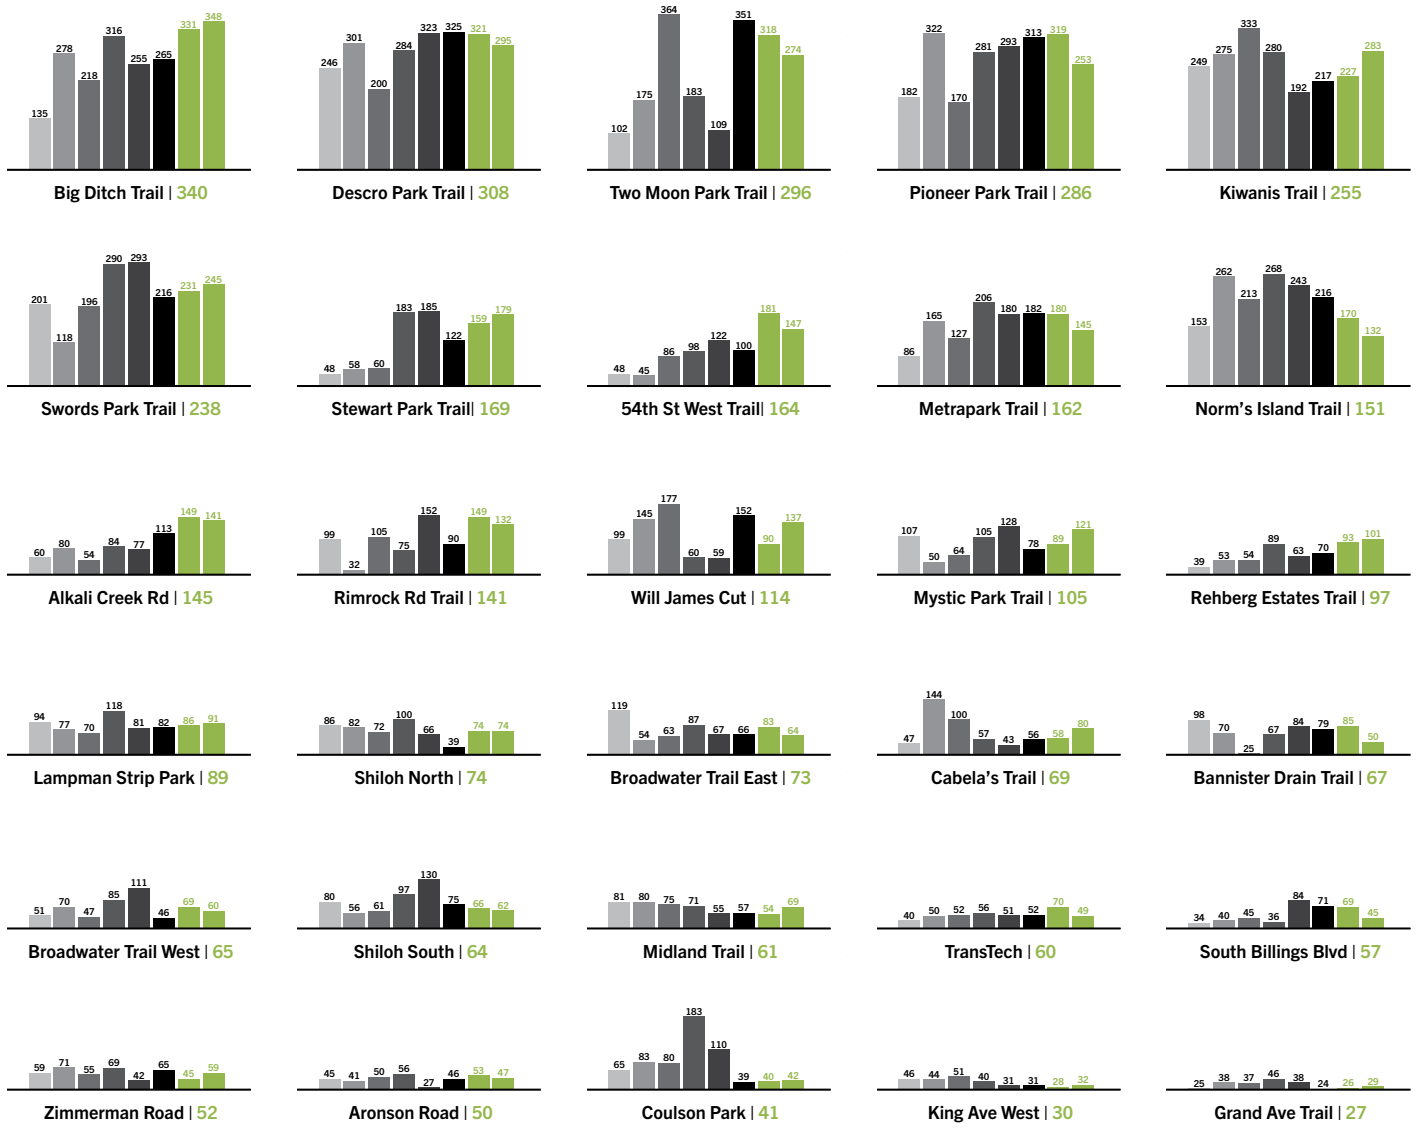 135 278 218 316 255 265 331 348
Big Ditch Trail | 340
246 301 200 284 323 325 321 295
Descro Park Trail | 308
102 175 364 183 109 351 318 274
Two Moon Park Trail | 296
182 322 170 281 293 313 319 253
Pioneer Park Trail | 286
249 275 333 280 192 217 227 283
Kiwanis Trail | 255
201 118 196 290 293 216 231 245
Swords Park Trail | 238
48 58 60 183 185 122 159 179
Stewart Park Trail| 169
48 45 86 98 122 100 181 147
54th St West Trail| 164
86 165 127 206 180 182 180 145
Metrapark Trail | 162
153 262 213 268 243 216 170 132
Norm's Island Trail | 151
60 80 54 84 77 113 149 141
Alkali Creek Rd | 145
99 32 105 75 152 90 149 132
Rimrock Rd Trail | 141
99 145 177 60 59 152 90 137
Will James Cut | 114
107 50 64 105 128 78 89 121
Mystic Park Trail | 105
39 53 54 89 63 70 93 101
Rehberg Estates Trail | 97
94 77 70 118 81 82 86 91
Lampman Strip Park | 89
86 82 72 100 66 39 74 74
Shiloh North | 74
119 54 63 87 67 66 83 64
Broadwater Trail East | 73
47 144 100 57 43 56 58 80
Cabela's Trail | 69
98 70 25 67 84 79 85 50
Bannister Drain Trail | 67
51 70 47 85 111 46 69 60
Broadwater Trail West | 65
80 56 61 97 130 75 66 62
Shiloh South | 64
81 80 75 71 55 57 54 69
Midland Trail | 61
40 50 52 56 51 52 70 49
TransTech | 60
34 40 45 36 84 71 69 45
South Billings Blvd | 57
59 71 55 69 42 65 45 59
Zimmerman Road | 52
45 41 50 56 27 46 53 47
Aronson Road | 50
65 83 80 183 110 39 40 42
Coulson Park | 41
46 44 51 40 31 31 28 32
King Ave West | 30
25 38 37 46 38 24 26 29
Grand Ave Trail | 27